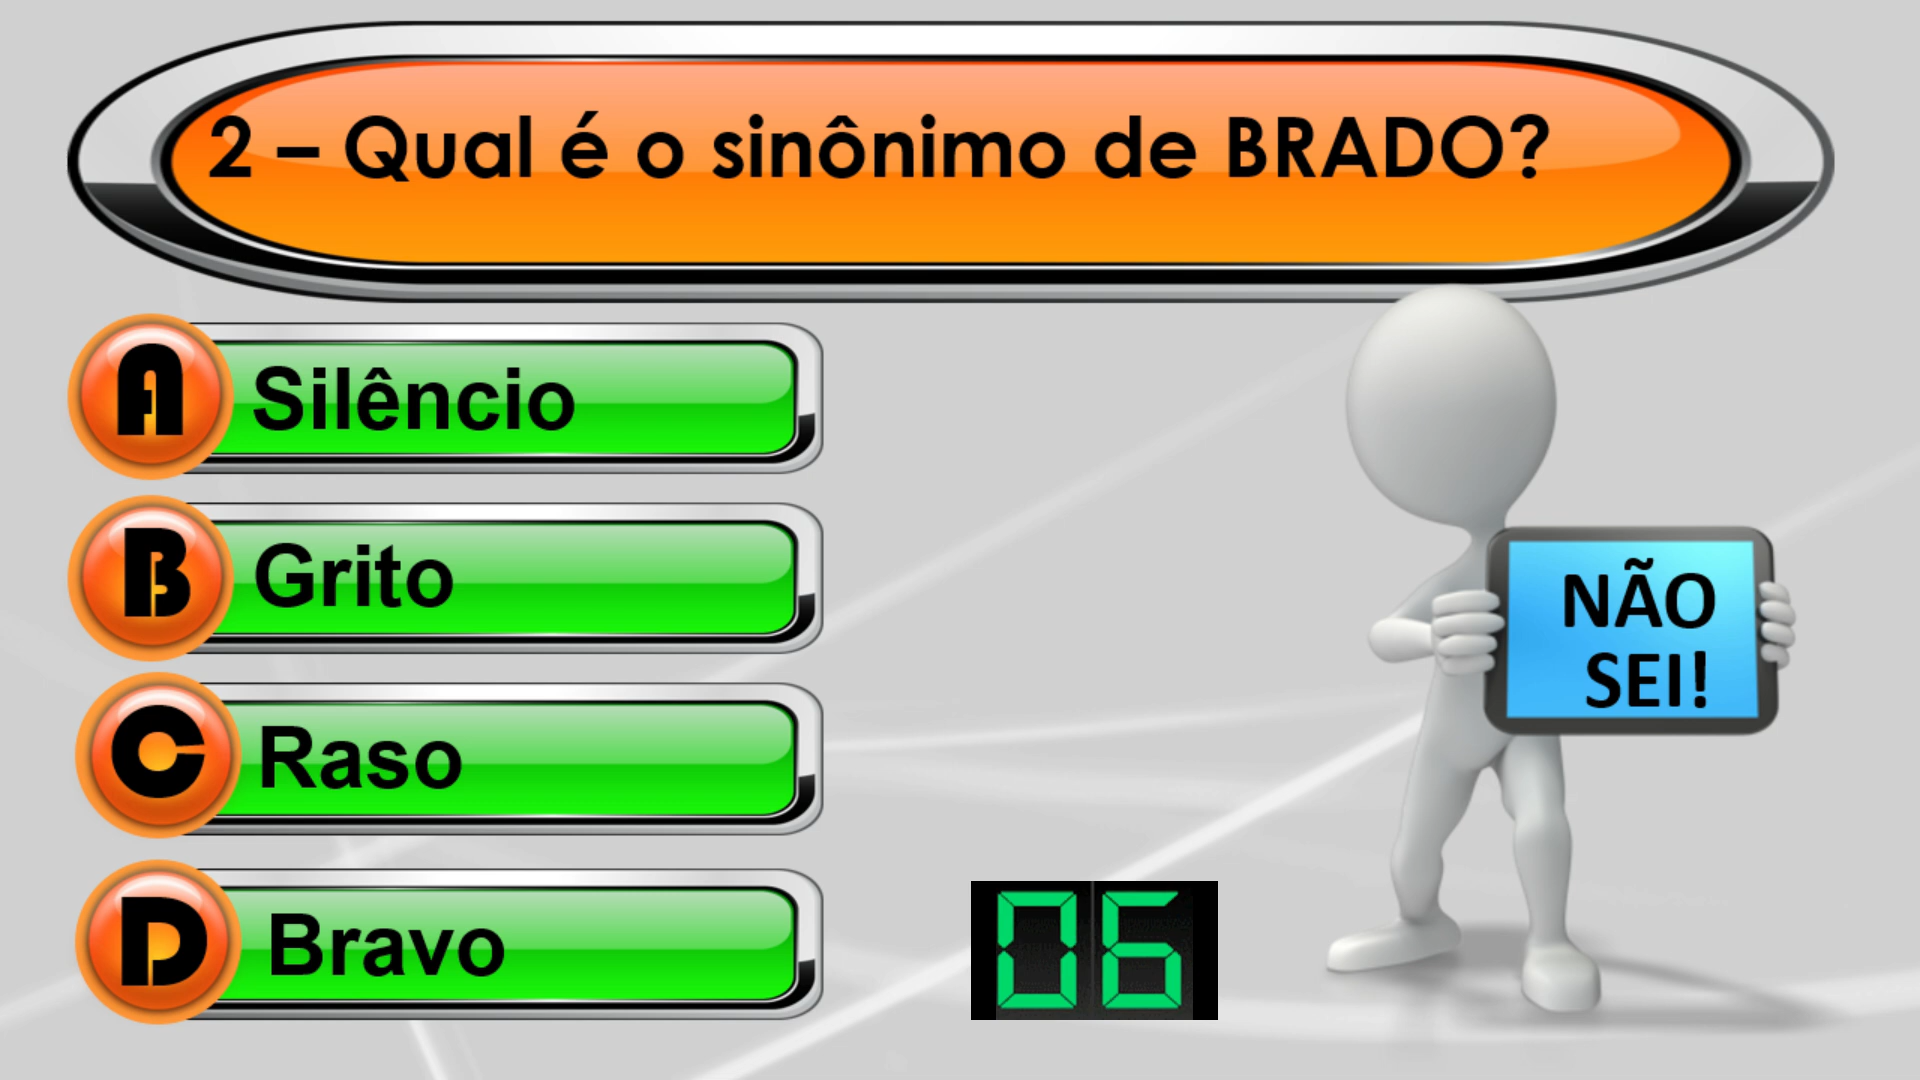 2 – Qual é o sinônimo de BRADO?
A Silêncio
B Grito
C Raso
D Bravo
NÃO
SEI!
06